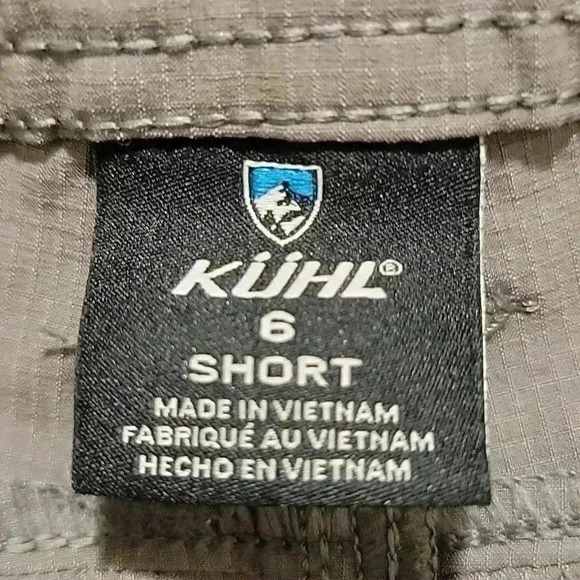 KÜHL®
6
SHORT
MADE IN VIETNAM
FABRIQUÉ AU VIETNAM
HECHO EN VIETNAM